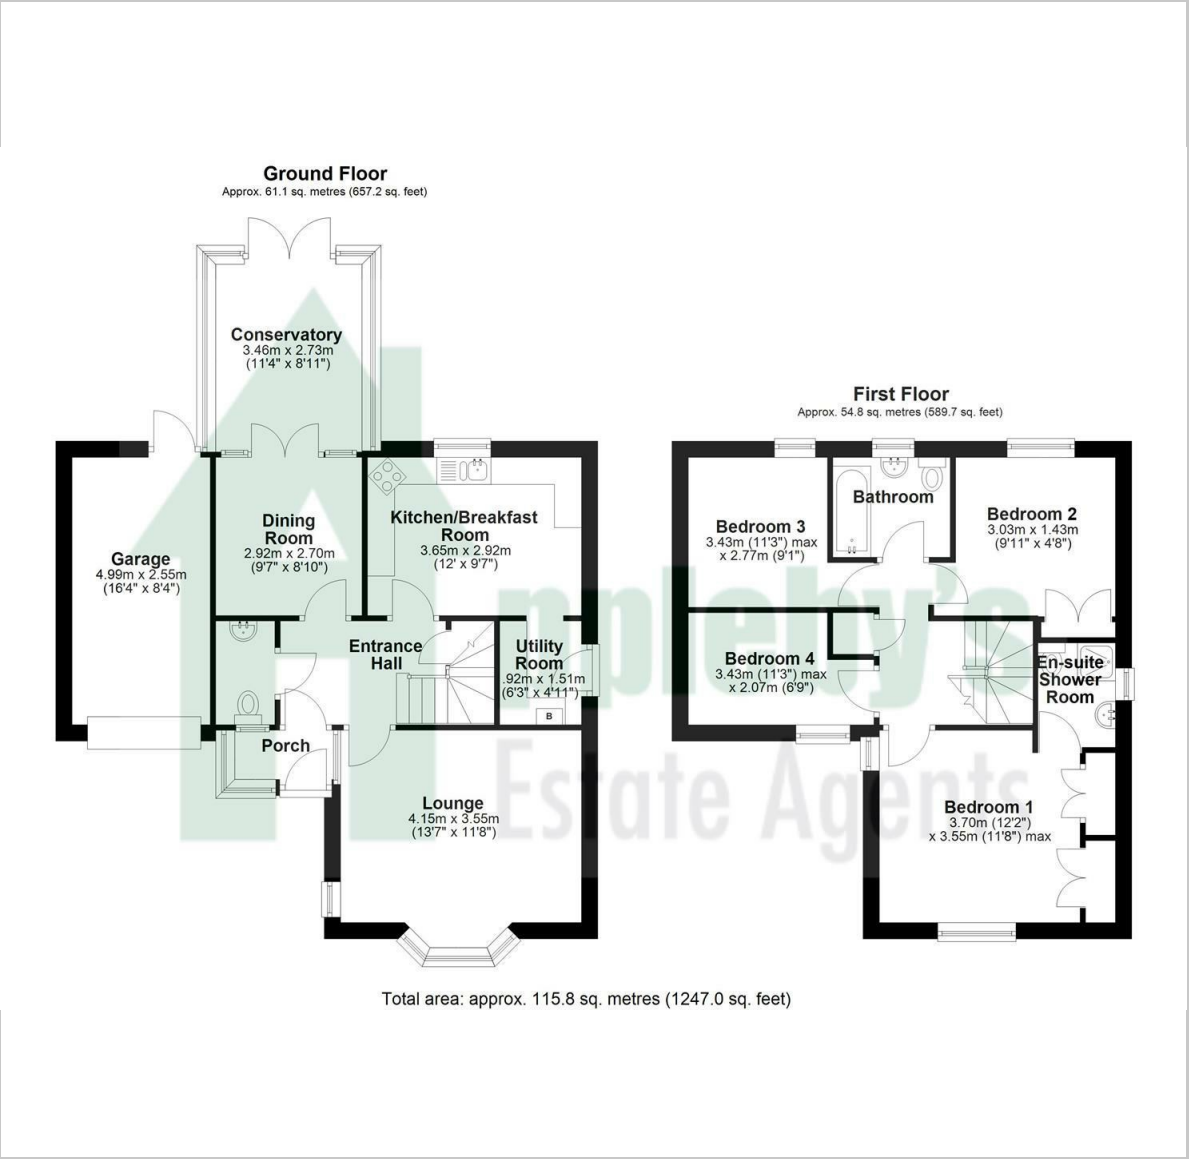 Ground Floor
Approx. 61.1 sq. metres (657.2 sq. feet)
Conservatory
3.46m x 2.73m
(11'4" x 8'11")
First Floor
Approx. 54.8 sq. metres (589.7 sq. feet)
Garage
4.99m x 2.55m
(16'4" x 8'4")
Dining
Room
2.92m x 2.70m
(9'7" x 8'10")
Kitchen/Breakfast
Room
3.65m x 2.92m
(12' x 9'7")
Entrance
Hall
Utility
Room
.92m x 1.51m
(6'3" x 4'11")
B
Porch
Lounge
4.15m x 3.55m
(13'7" x 11'8")
Bedroom 3
3.43m (11'3") max
x 2.77m (9'1")
Bathroom
Bedroom 2
3.03m x 1.43m
(9'11" x 4'8")
Bedroom 4
3.43m (11'3") max
x 2.07m (6'9")
En-suite
Shower
Room
Bedroom 1
3.70m (12'2")
x 3.55m (11'8") max
Appleby's
Estate Agents
Total area: approx. 115.8 sq. metres (1247.0 sq. feet)